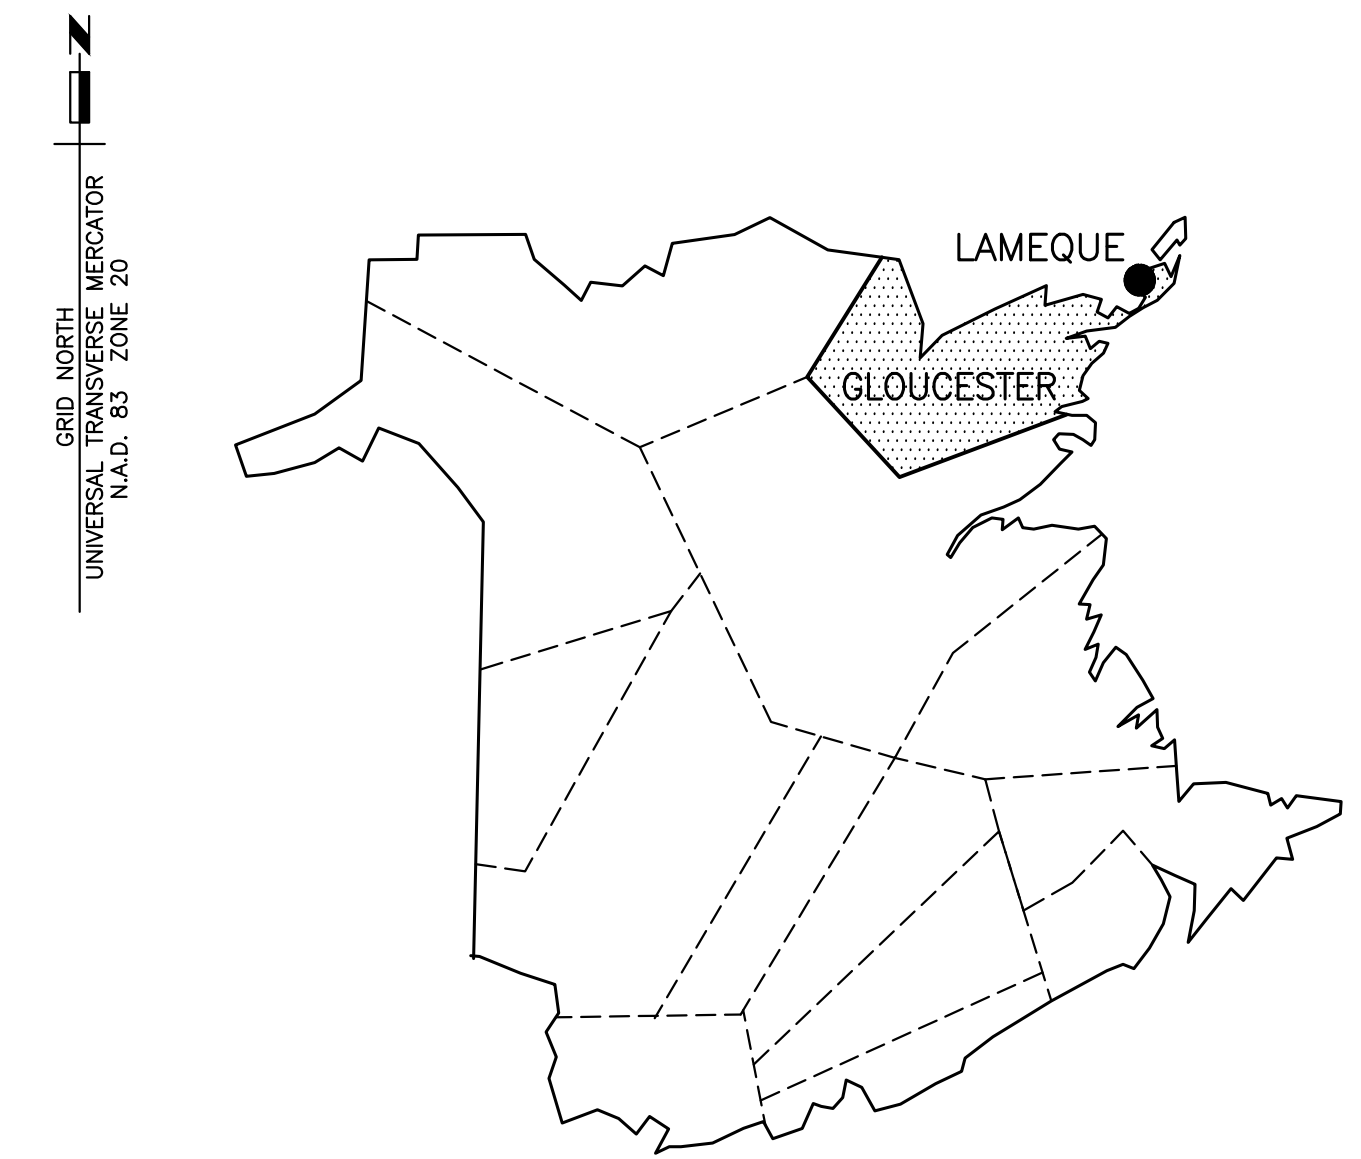 N
GRID NORTH
UNIVERSAL TRANSVERSE MERCATOR
N.A.D. 83 ZONE 20
LAMEQUE
GLOUCESTER